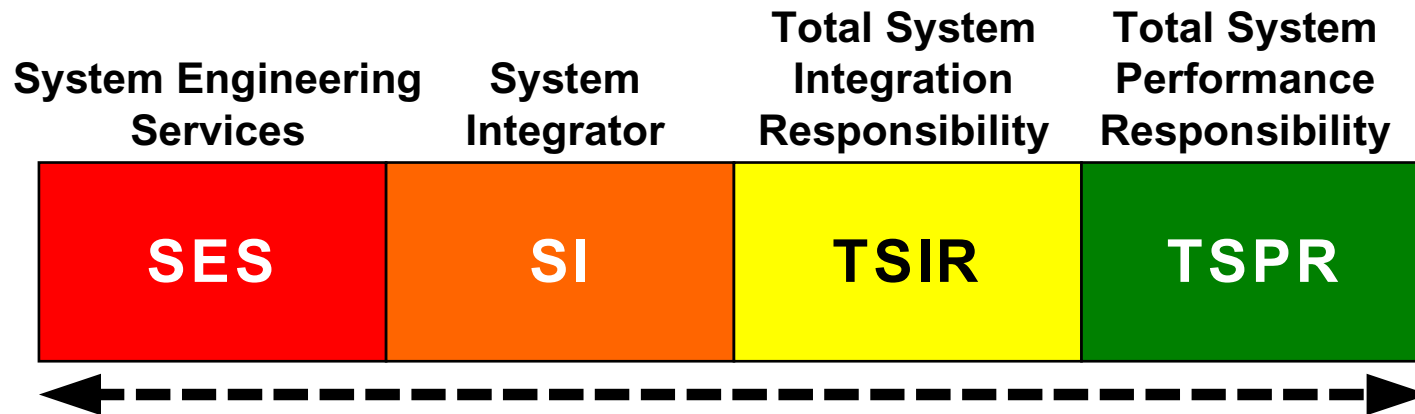 System Engineering
Services
System
Integrator
Total System
Integration
Responsibility
Total System
Performance
Responsibility
SES
SI
TSIR
TSPR